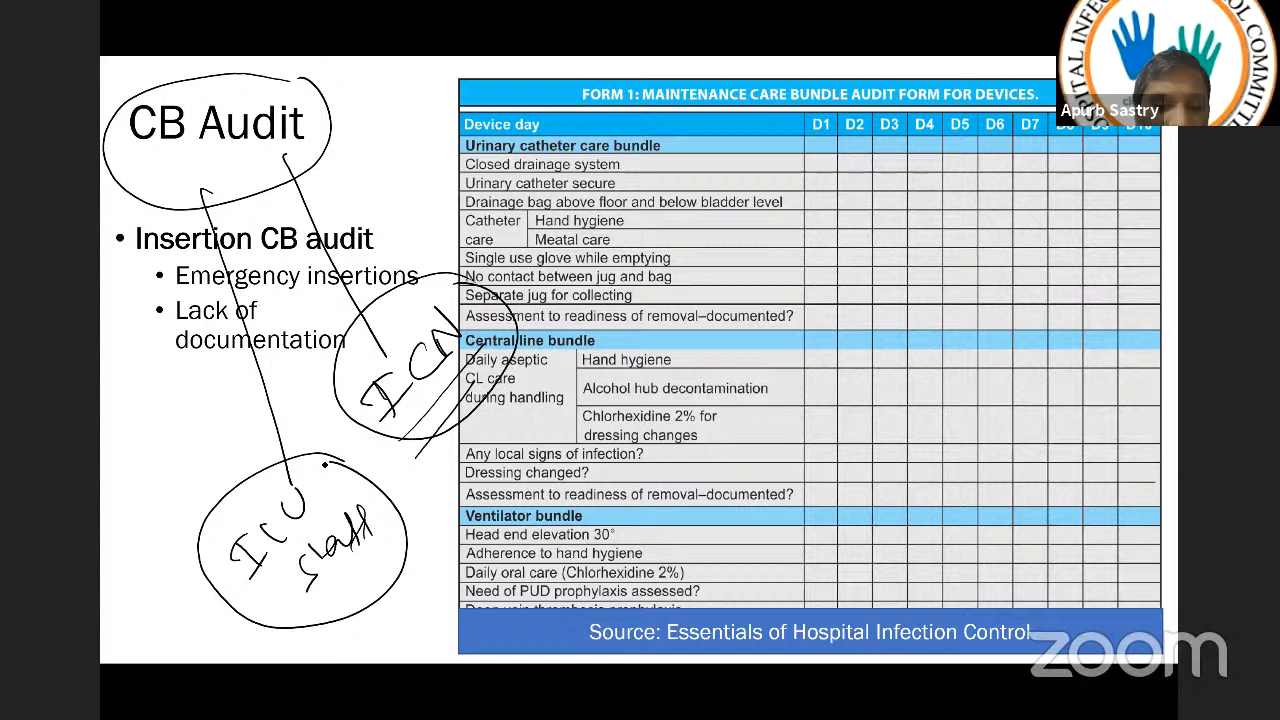 CB Audit
• Insertion CB audit
• Emergency insertions
• Lack of
documentation
ICN
ICU
staff
FORM 1: MAINTENANCE CARE BUNDLE AUDIT FORM FOR DEVICES.
Device day D1 D2 D3 D4 D5 D6 D7 D8 D9 D10
Urinary catheter care bundle
Closed drainage system
Urinary catheter secure
Drainage bag above floor and below bladder level
Catheter
care
Hand hygiene
Meatal care
Single use glove while emptying
No contact between jug and bag
Separate jug for collecting
Assessment to readiness of removal–documented?
Central line bundle
Daily aseptic
CL care
during handling
Hand hygiene
Alcohol hub decontamination
Chlorhexidine 2% for
dressing changes
Any local signs of infection?
Dressing changed?
Assessment to readiness of removal–documented?
Ventilator bundle
Head end elevation 30°
Adherence to hand hygiene
Daily oral care (Chlorhexidine 2%)
Need of PUD prophylaxis assessed?
Deep vein thrombosis prophylaxis
Source: Essentials of Hospital Infection Control
Apurb Sastry
zoom